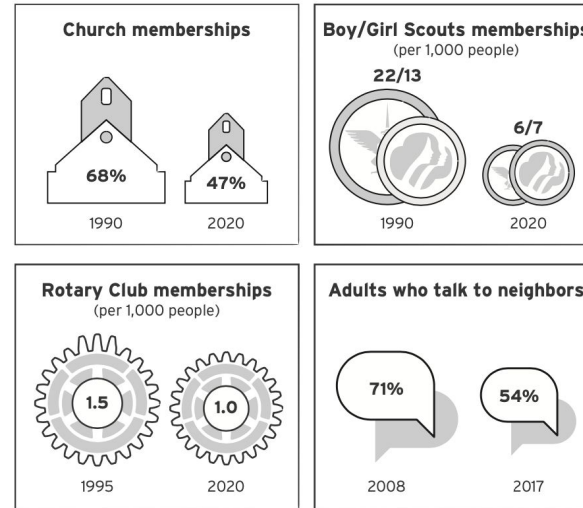 Church memberships
68%
47%
1990
2020
Boy/Girl Scouts memberships
(per 1,000 people)
22/13
6/7
1990
2020
Rotary Club memberships
(per 1,000 people)
1.5
1.0
1995
2020
Adults who talk to neighbors
71%
54%
2008
2017